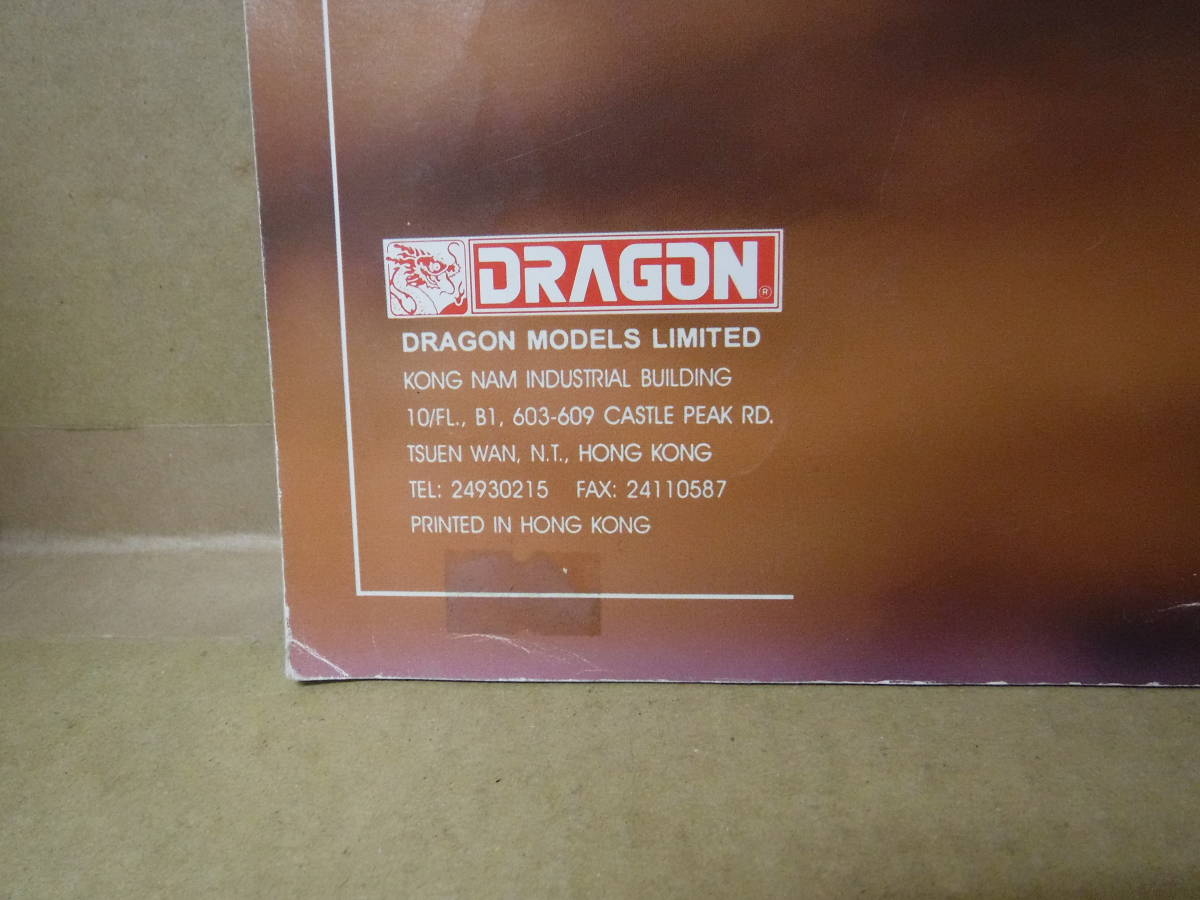 DRAGON®
DRAGON MODELS LIMITED
KONG NAM INDUSTRIAL BUILDING
10/FL., B1, 603-609 CASTLE PEAK RD.
TSUEN WAN, N.T., HONG KONG
TEL: 24930215 FAX: 24110587
PRINTED IN HONG KONG